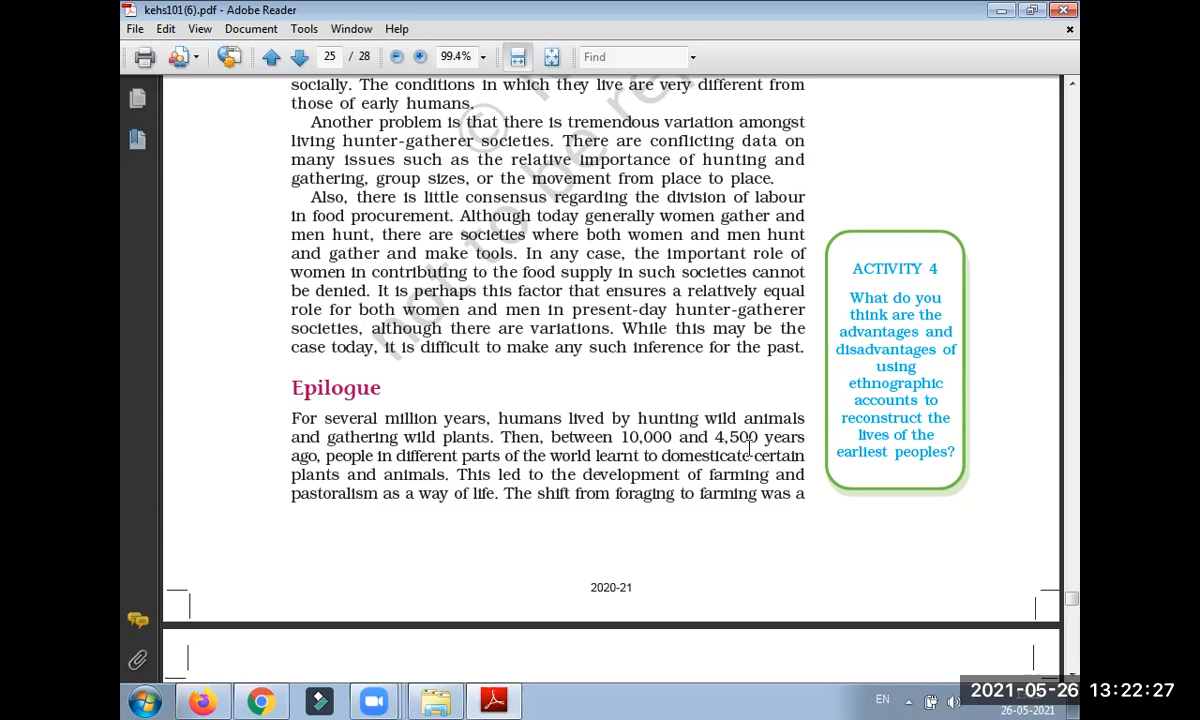 kehs101(6).pdf - Adobe Reader
File Edit View Document Tools Window Help
25 / 28 99.4% Find
socially. The conditions in which they live are very different from
those of early humans.
Another problem is that there is tremendous variation amongst
living hunter-gatherer societies. There are conflicting data on
many issues such as the relative importance of hunting and
gathering, group sizes, or the movement from place to place.
Also, there is little consensus regarding the division of labour
in food procurement. Although today generally women gather and
men hunt, there are societies where both women and men hunt
and gather and make tools. In any case, the important role of
women in contributing to the food supply in such societies cannot
be denied. It is perhaps this factor that ensures a relatively equal
role for both women and men in present-day hunter-gatherer
societies, although there are variations. While this may be the
case today, it is difficult to make any such inference for the past.
ACTIVITY 4
What do you
think are the
advantages and
disadvantages of
using
ethnographic
accounts to
reconstruct the
lives of the
earliest peoples?
Epilogue
For several million years, humans lived by hunting wild animals
and gathering wild plants. Then, between 10,000 and 4,500 years
ago, people in different parts of the world learnt to domesticate certain
plants and animals. This led to the development of farming and
pastoralism as a way of life. The shift from foraging to farming was a
2020-21
not to be re
EN
2021-05-26 13:22:27
26-05-2021